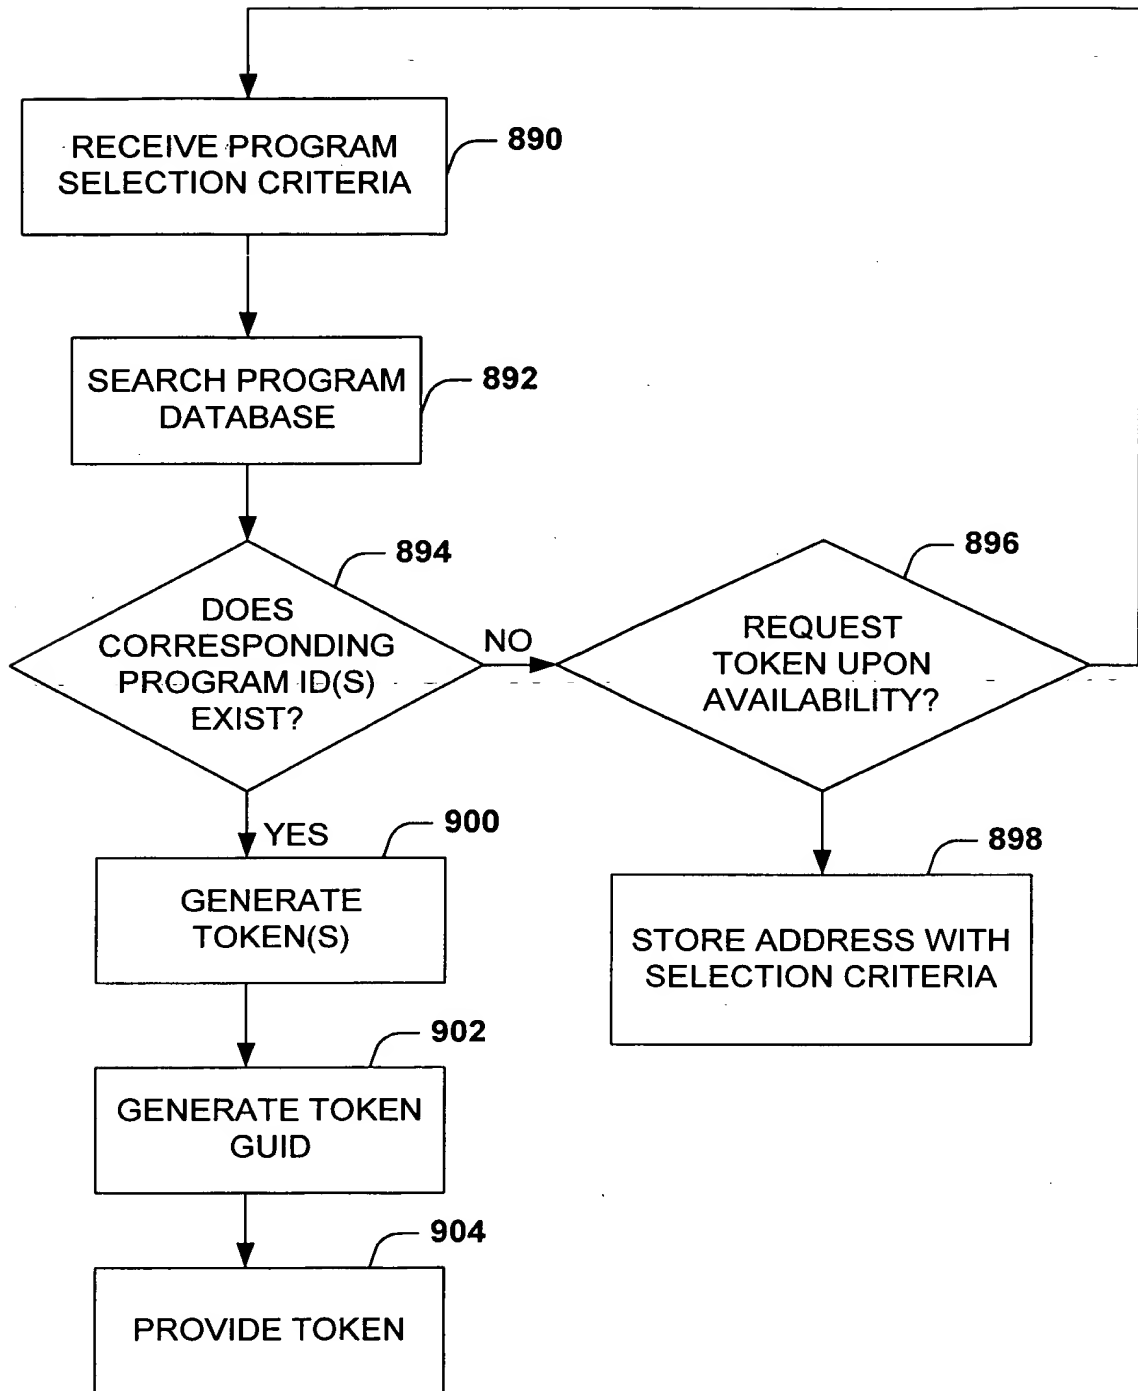 RECEIVE PROGRAM
SELECTION CRITERIA
890
SEARCH PROGRAM
DATABASE
892
DOES
CORRESPONDING
PROGRAM ID(S)
EXIST?
894
NO
REQUEST
TOKEN UPON
AVAILABILITY?
896
YES
GENERATE
TOKEN(S)
900
STORE ADDRESS WITH
SELECTION CRITERIA
898
GENERATE TOKEN
GUID
902
PROVIDE TOKEN
904